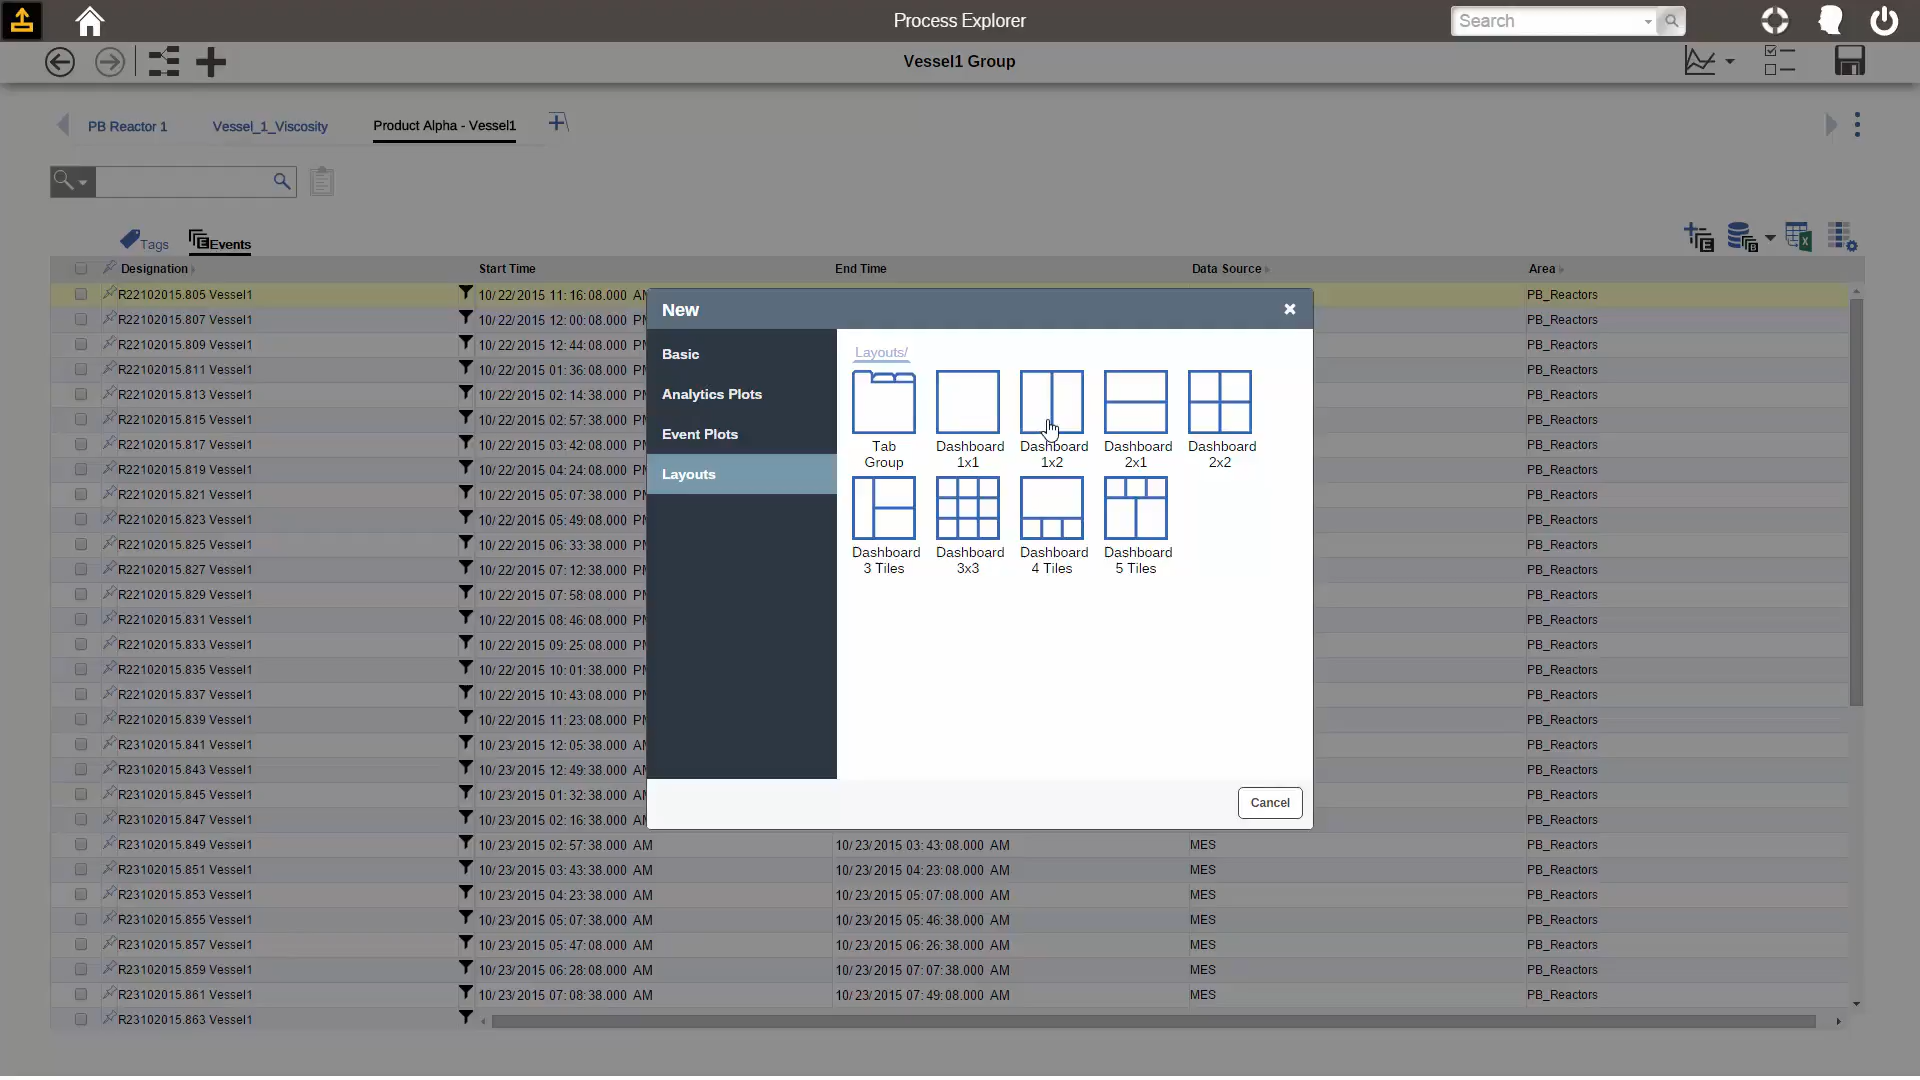 Process Explorer
Search
Vessel1 Group
PB Reactor 1 Vessel_1_Viscosity Product Alpha - Vessel1
Tags Events
Designation Start Time End Time Data Source Area
R22102015.805 Vessel1 10/22/2015 11:16:08.000 AM PB_Reactors
R22102015.807 Vessel1 10/22/2015 12:00:08.000 PM PB_Reactors
R22102015.809 Vessel1 10/22/2015 12:44:08.000 PM PB_Reactors
R22102015.811 Vessel1 10/22/2015 01:36:08.000 PM PB_Reactors
R22102015.813 Vessel1 10/22/2015 02:14:38.000 PM PB_Reactors
R22102015.815 Vessel1 10/22/2015 02:57:38.000 PM PB_Reactors
R22102015.817 Vessel1 10/22/2015 03:42:08.000 PM PB_Reactors
R22102015.819 Vessel1 10/22/2015 04:24:08.000 PM PB_Reactors
R22102015.821 Vessel1 10/22/2015 05:07:38.000 PM PB_Reactors
R22102015.823 Vessel1 10/22/2015 05:49:08.000 PM PB_Reactors
R22102015.825 Vessel1 10/22/2015 06:33:38.000 PM PB_Reactors
R22102015.827 Vessel1 10/22/2015 07:12:38.000 PM PB_Reactors
R22102015.829 Vessel1 10/22/2015 07:58:08.000 PM PB_Reactors
R22102015.831 Vessel1 10/22/2015 08:46:08.000 PM PB_Reactors
R22102015.833 Vessel1 10/22/2015 09:25:08.000 PM PB_Reactors
R22102015.835 Vessel1 10/22/2015 10:01:38.000 PM PB_Reactors
R22102015.837 Vessel1 10/22/2015 10:43:08.000 PM PB_Reactors
R22102015.839 Vessel1 10/22/2015 11:23:08.000 PM PB_Reactors
R23102015.841 Vessel1 10/23/2015 12:05:38.000 AM PB_Reactors
R23102015.843 Vessel1 10/23/2015 12:49:38.000 AM PB_Reactors
R23102015.845 Vessel1 10/23/2015 01:32:38.000 AM PB_Reactors
R23102015.847 Vessel1 10/23/2015 02:16:38.000 AM PB_Reactors
R23102015.849 Vessel1 10/23/2015 02:57:38.000 AM 10/23/2015 03:43:08.000 AM MES PB_Reactors
R23102015.851 Vessel1 10/23/2015 03:43:38.000 AM 10/23/2015 04:23:08.000 AM MES PB_Reactors
R23102015.853 Vessel1 10/23/2015 04:23:38.000 AM 10/23/2015 05:07:08.000 AM MES PB_Reactors
R23102015.855 Vessel1 10/23/2015 05:07:38.000 AM 10/23/2015 05:46:38.000 AM MES PB_Reactors
R23102015.857 Vessel1 10/23/2015 05:47:08.000 AM 10/23/2015 06:26:38.000 AM MES PB_Reactors
R23102015.859 Vessel1 10/23/2015 06:28:08.000 AM 10/23/2015 07:07:38.000 AM MES PB_Reactors
R23102015.861 Vessel1 10/23/2015 07:08:38.000 AM 10/23/2015 07:49:08.000 AM MES PB_Reactors
R23102015.863 Vessel1
New
Basic
Analytics Plots
Event Plots
Layouts
Layouts/
Tab Dashboard Dashboard Dashboard Dashboard
Group 1x1 1x2 2x1 2x2
Dashboard Dashboard Dashboard Dashboard
3 Tiles 3x3 4 Tiles 5 Tiles
Cancel